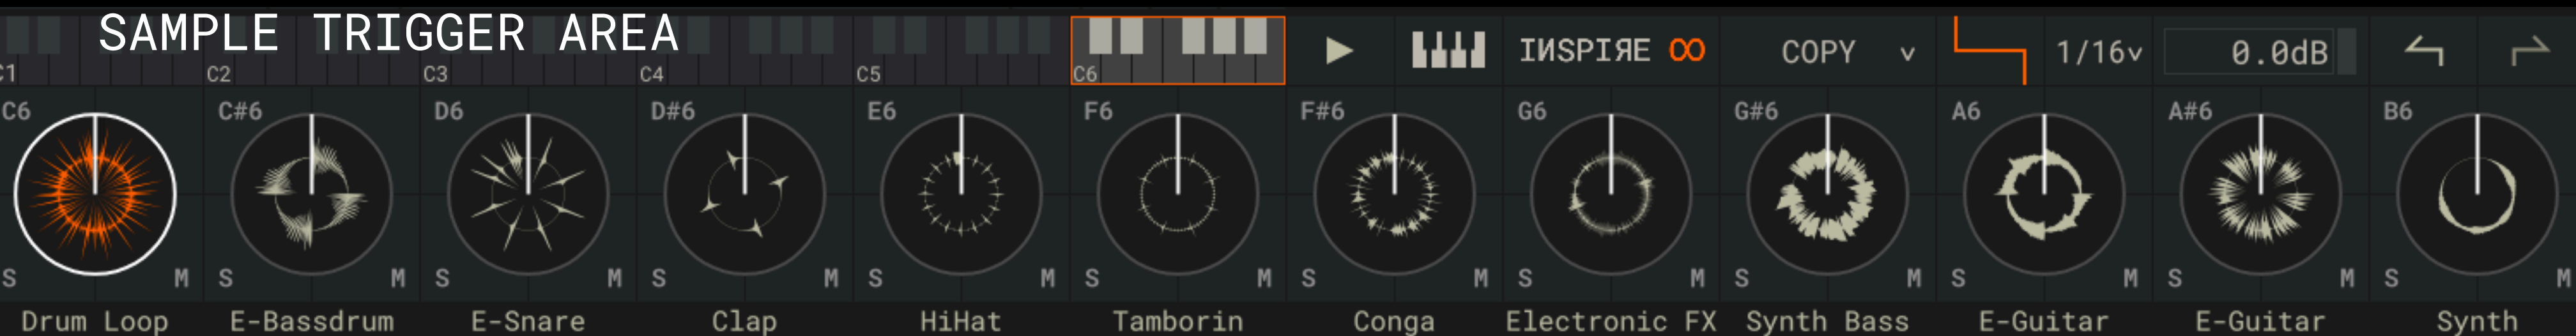 SAMPLE TRIGGER AREA
C1 C2 C3 C4 C5 C6 INSPIRE COPY v 1/16v 0.0dB
C6 C#6 D6 D#6 E6 F6 F#6 G6 G#6 A6 A#6 B6
S M S M S M S M S M S M S M S M S M S M S M S M
Drum Loop E-Bassdrum E-Snare Clap HiHat Tamborin Conga Electronic FX Synth Bass E-Guitar E-Guitar Synth